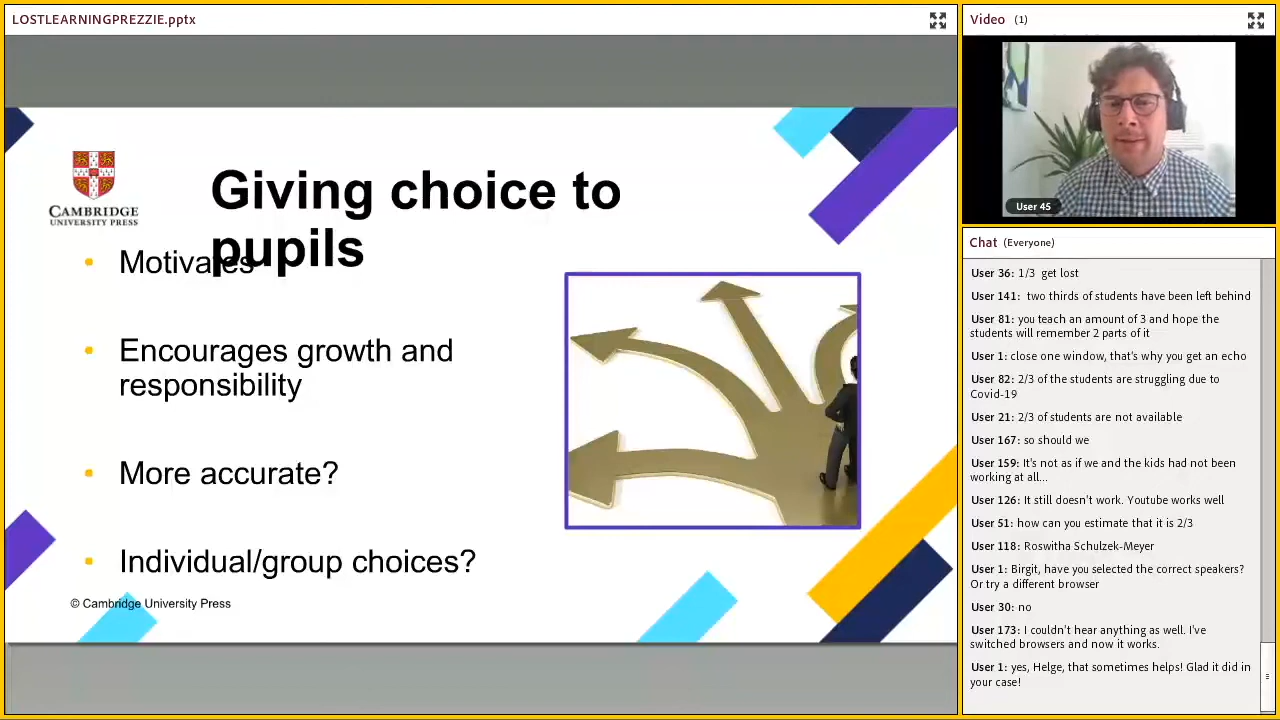 LOSTLEARNINGPREZZIE.pptx
CAMBRIDGE
UNIVERSITY PRESS
Giving choice to
pupils
Motivates
Encourages growth and
responsibility
More accurate?
Individual/group choices?
© Cambridge University Press
Video (1)
User 45
Chat (Everyone)
User 36: 1/3 get lost
User 141: two thirds of students have been left behind
User 81: you teach an amount of 3 and hope the
students will remember 2 parts of it
User 1: close one window, that's why you get an echo
User 82: 2/3 of the students are struggling due to
Covid-19
User 21: 2/3 of students are not available
User 167: so should we
User 159: It's not as if we and the kids had not been
working at all...
User 126: It still doesn't work. Youtube works well
User 51: how can you estimate that it is 2/3
User 118: Roswitha Schulzek-Meyer
User 1: Birgit, have you selected the correct speakers?
Or try a different browser
User 30: no
User 173: I couldn't hear anything as well. I've
switched browsers and now it works.
User 1: yes, Helge, that sometimes helps! Glad it did in
your case!